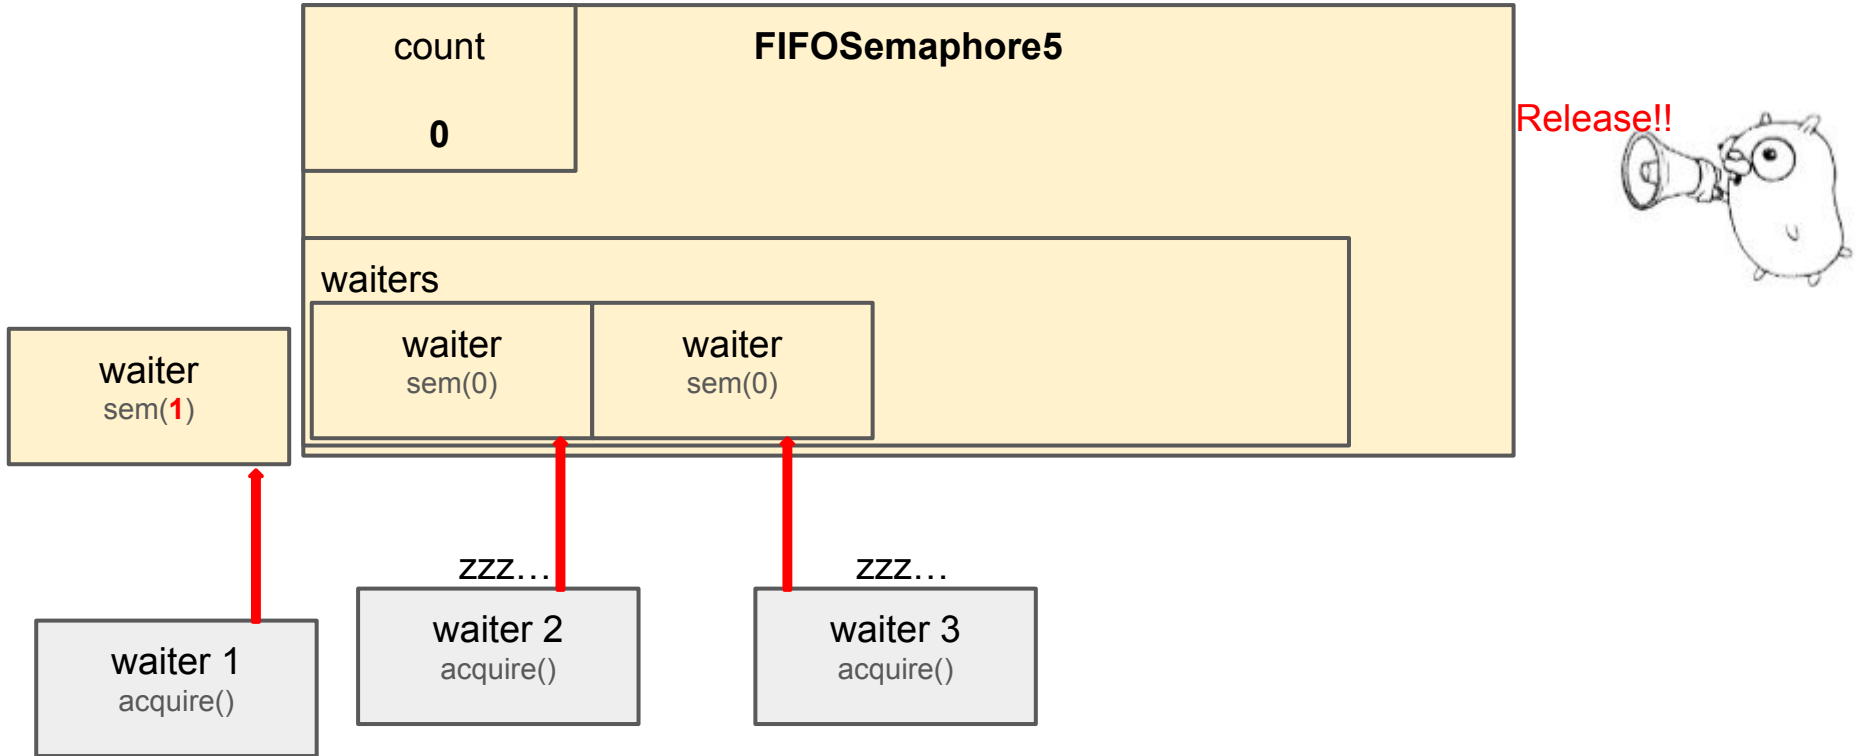 count
0
FIFOSemaphore5
Release!!
waiters
waiter
sem(1)
waiter
sem(0)
waiter
sem(0)
zzz...
zzz...
waiter 1
acquire()
waiter 2
acquire()
waiter 3
acquire()